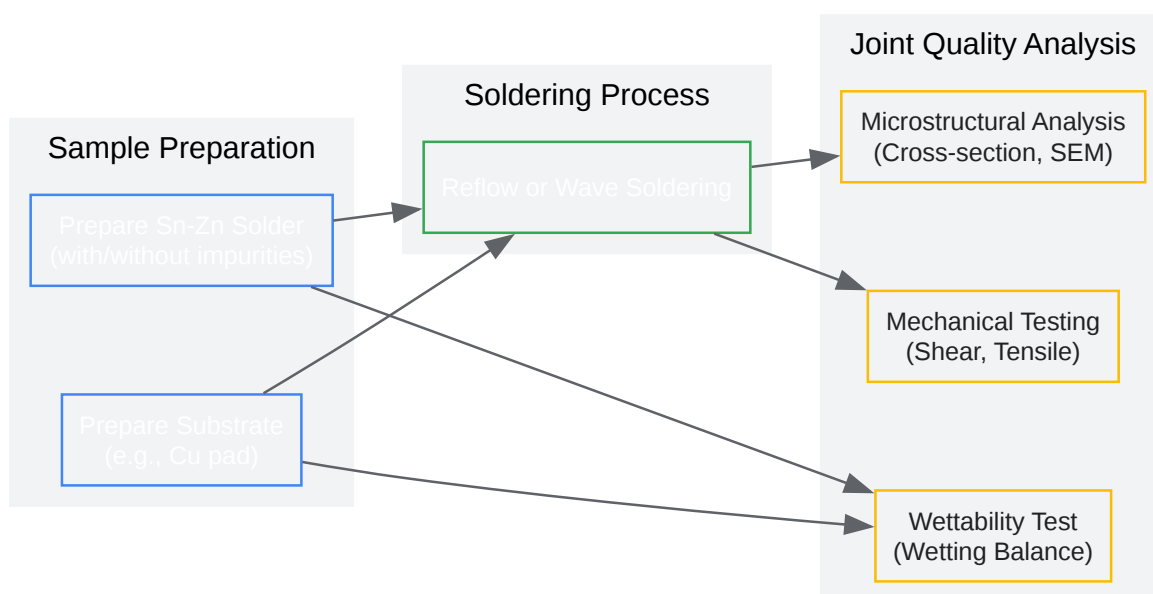 Sample Preparation
Prepare Sn-Zn Solder
(with/without impurities)
Prepare Substrate
(e.g., Cu pad)
Soldering Process
Reflow or Wave Soldering
Joint Quality Analysis
Microstructural Analysis
(Cross-section, SEM)
Mechanical Testing
(Shear, Tensile)
Wettability Test
(Wetting Balance)